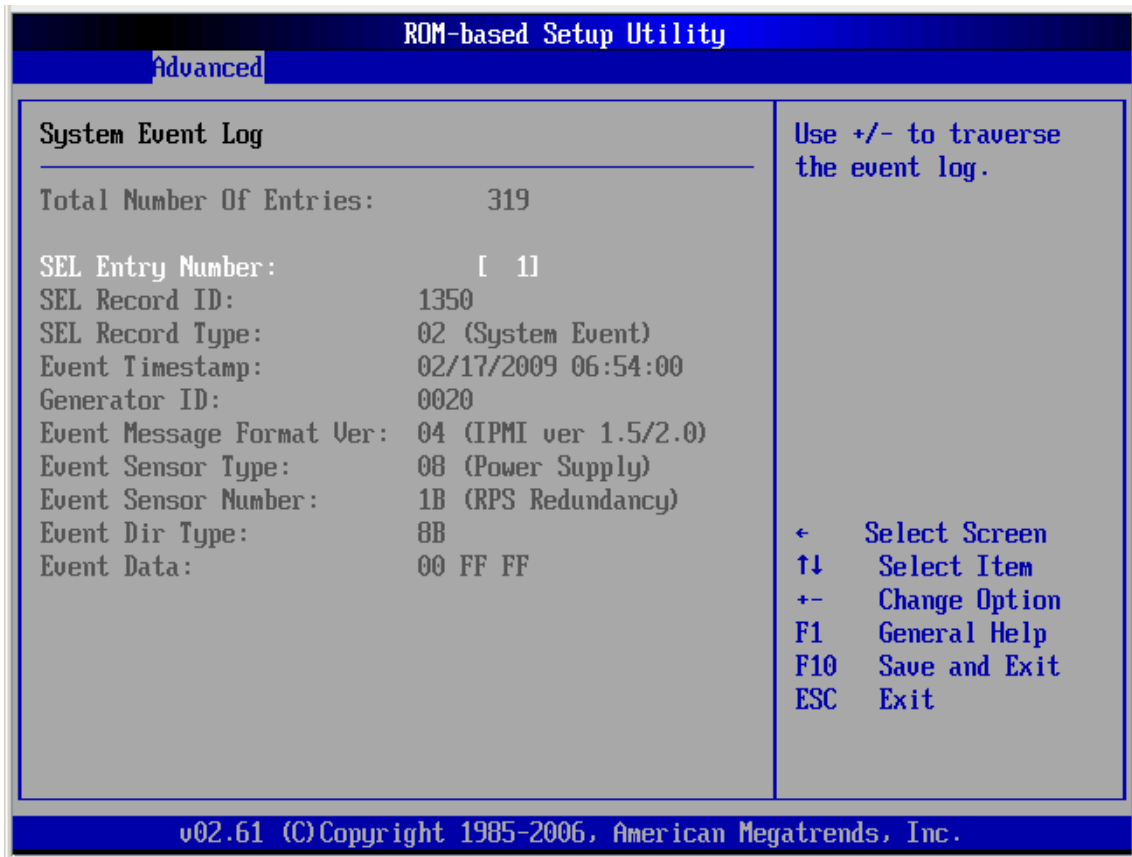 ROM-based Setup Utility
Advanced
System Event Log
Total Number Of Entries: 319
SEL Entry Number: [ 1]
SEL Record ID: 1350
SEL Record Type: 02 (System Event)
Event Timestamp: 02/17/2009 06:54:00
Generator ID: 0020
Event Message Format Ver: 04 (IPMI ver 1.5/2.0)
Event Sensor Type: 08 (Power Supply)
Event Sensor Number: 1B (RPS Redundancy)
Event Dir Type: 8B
Event Data: 00 FF FF
Use +/- to traverse
the event log.
← Select Screen
↑↓ Select Item
+- Change Option
F1 General Help
F10 Save and Exit
ESC Exit
v02.61 (C)Copyright 1985-2006, American Megatrends, Inc.